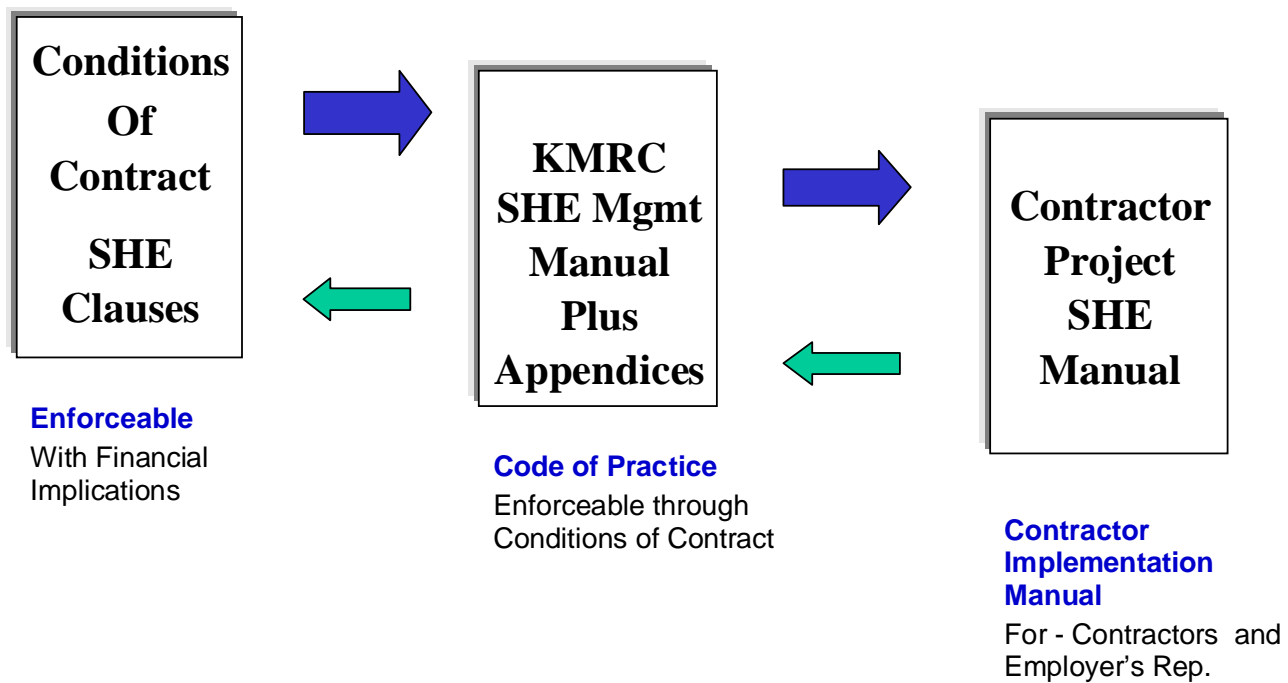 Conditions
Of
Contract
SHE
Clauses
Enforceable
With Financial
Implications
KMRC
SHE Mgmt
Manual
Plus
Appendices
Code of Practice
Enforceable through
Conditions of Contract
Contractor
Project
SHE
Manual
Contractor
Implementation
Manual
For - Contractors and
Employer’s Rep.